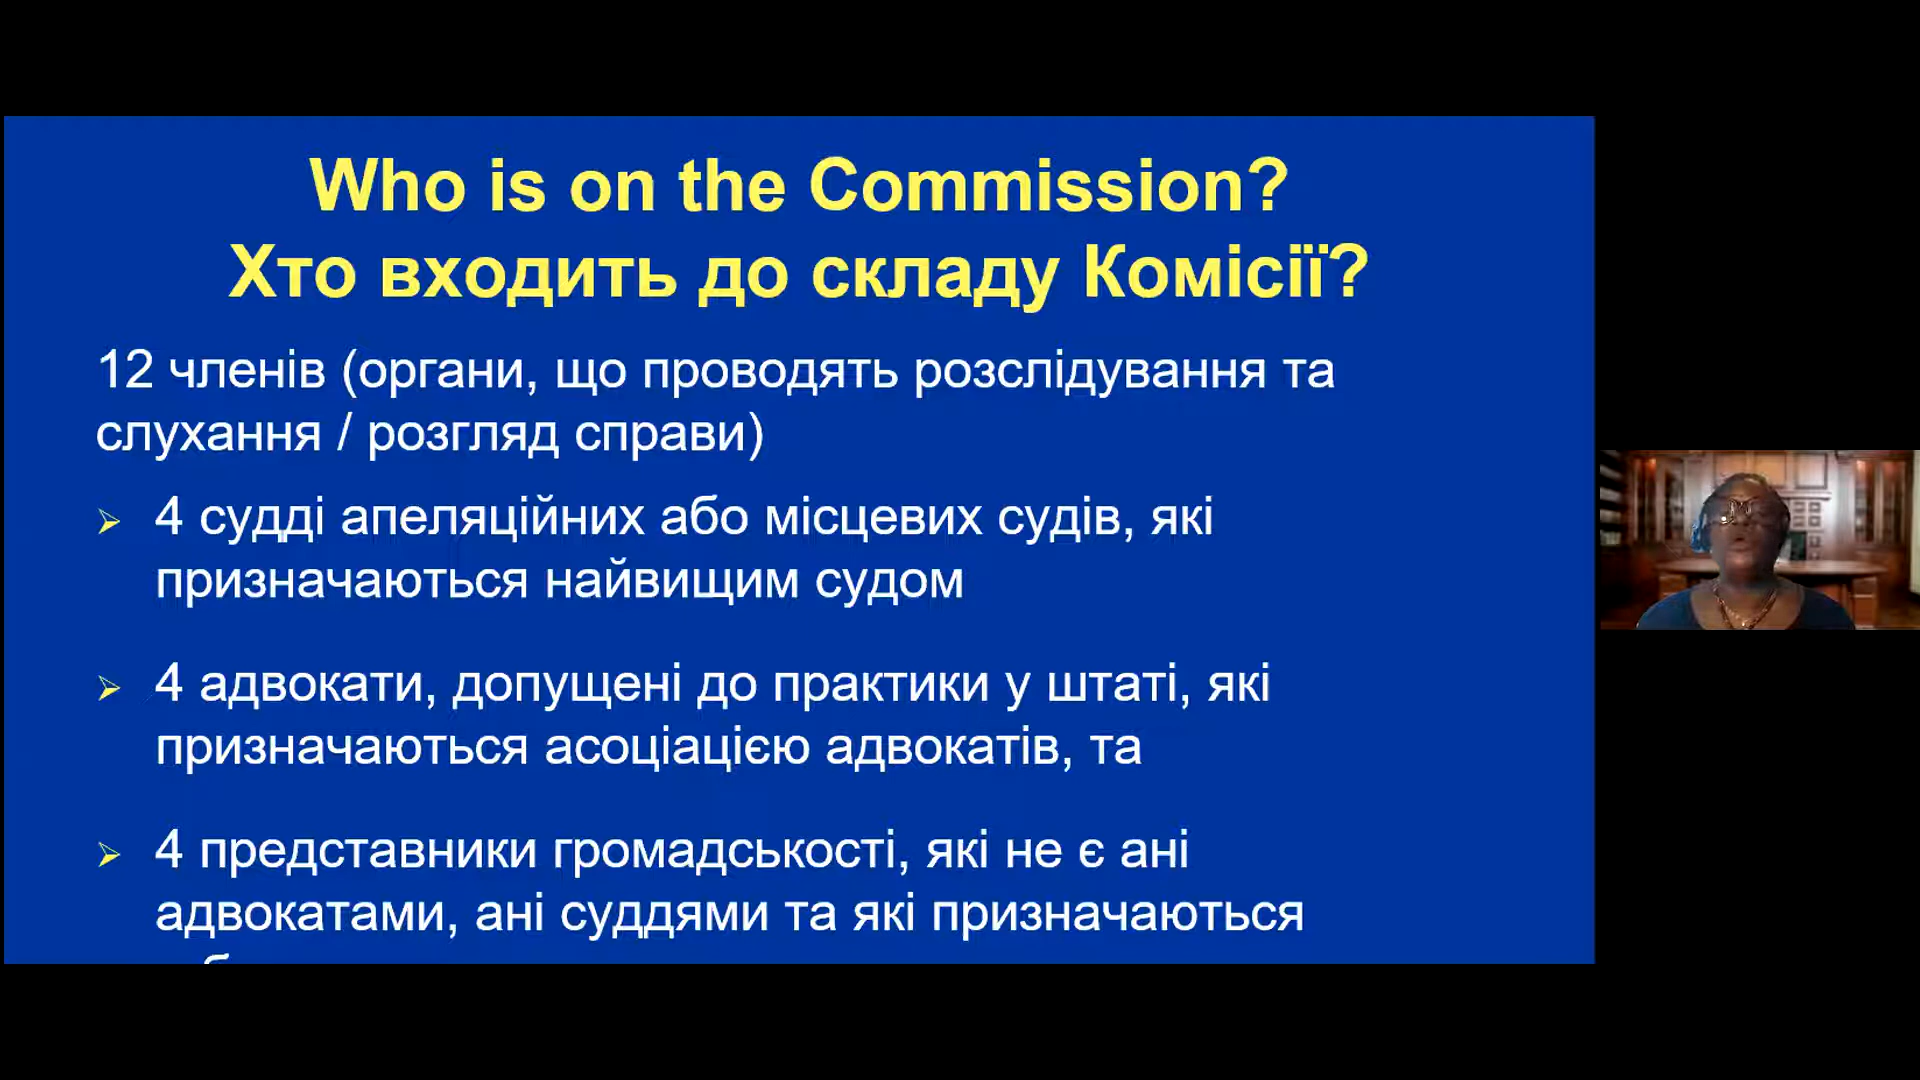 Who is on the Commission?
Хто входить до складу Комісії?
12 членів (органи, що проводять розслідування та
слухання / розгляд справи)
➢ 4 судді апеляційних або місцевих судів, які
призначаються найвищим судом
➢ 4 адвокати, допущені до практики у штаті, які
призначаються асоціацією адвокатів, та
➢ 4 представники громадськості, які не є ані
адвокатами, ані суддями та які призначаються